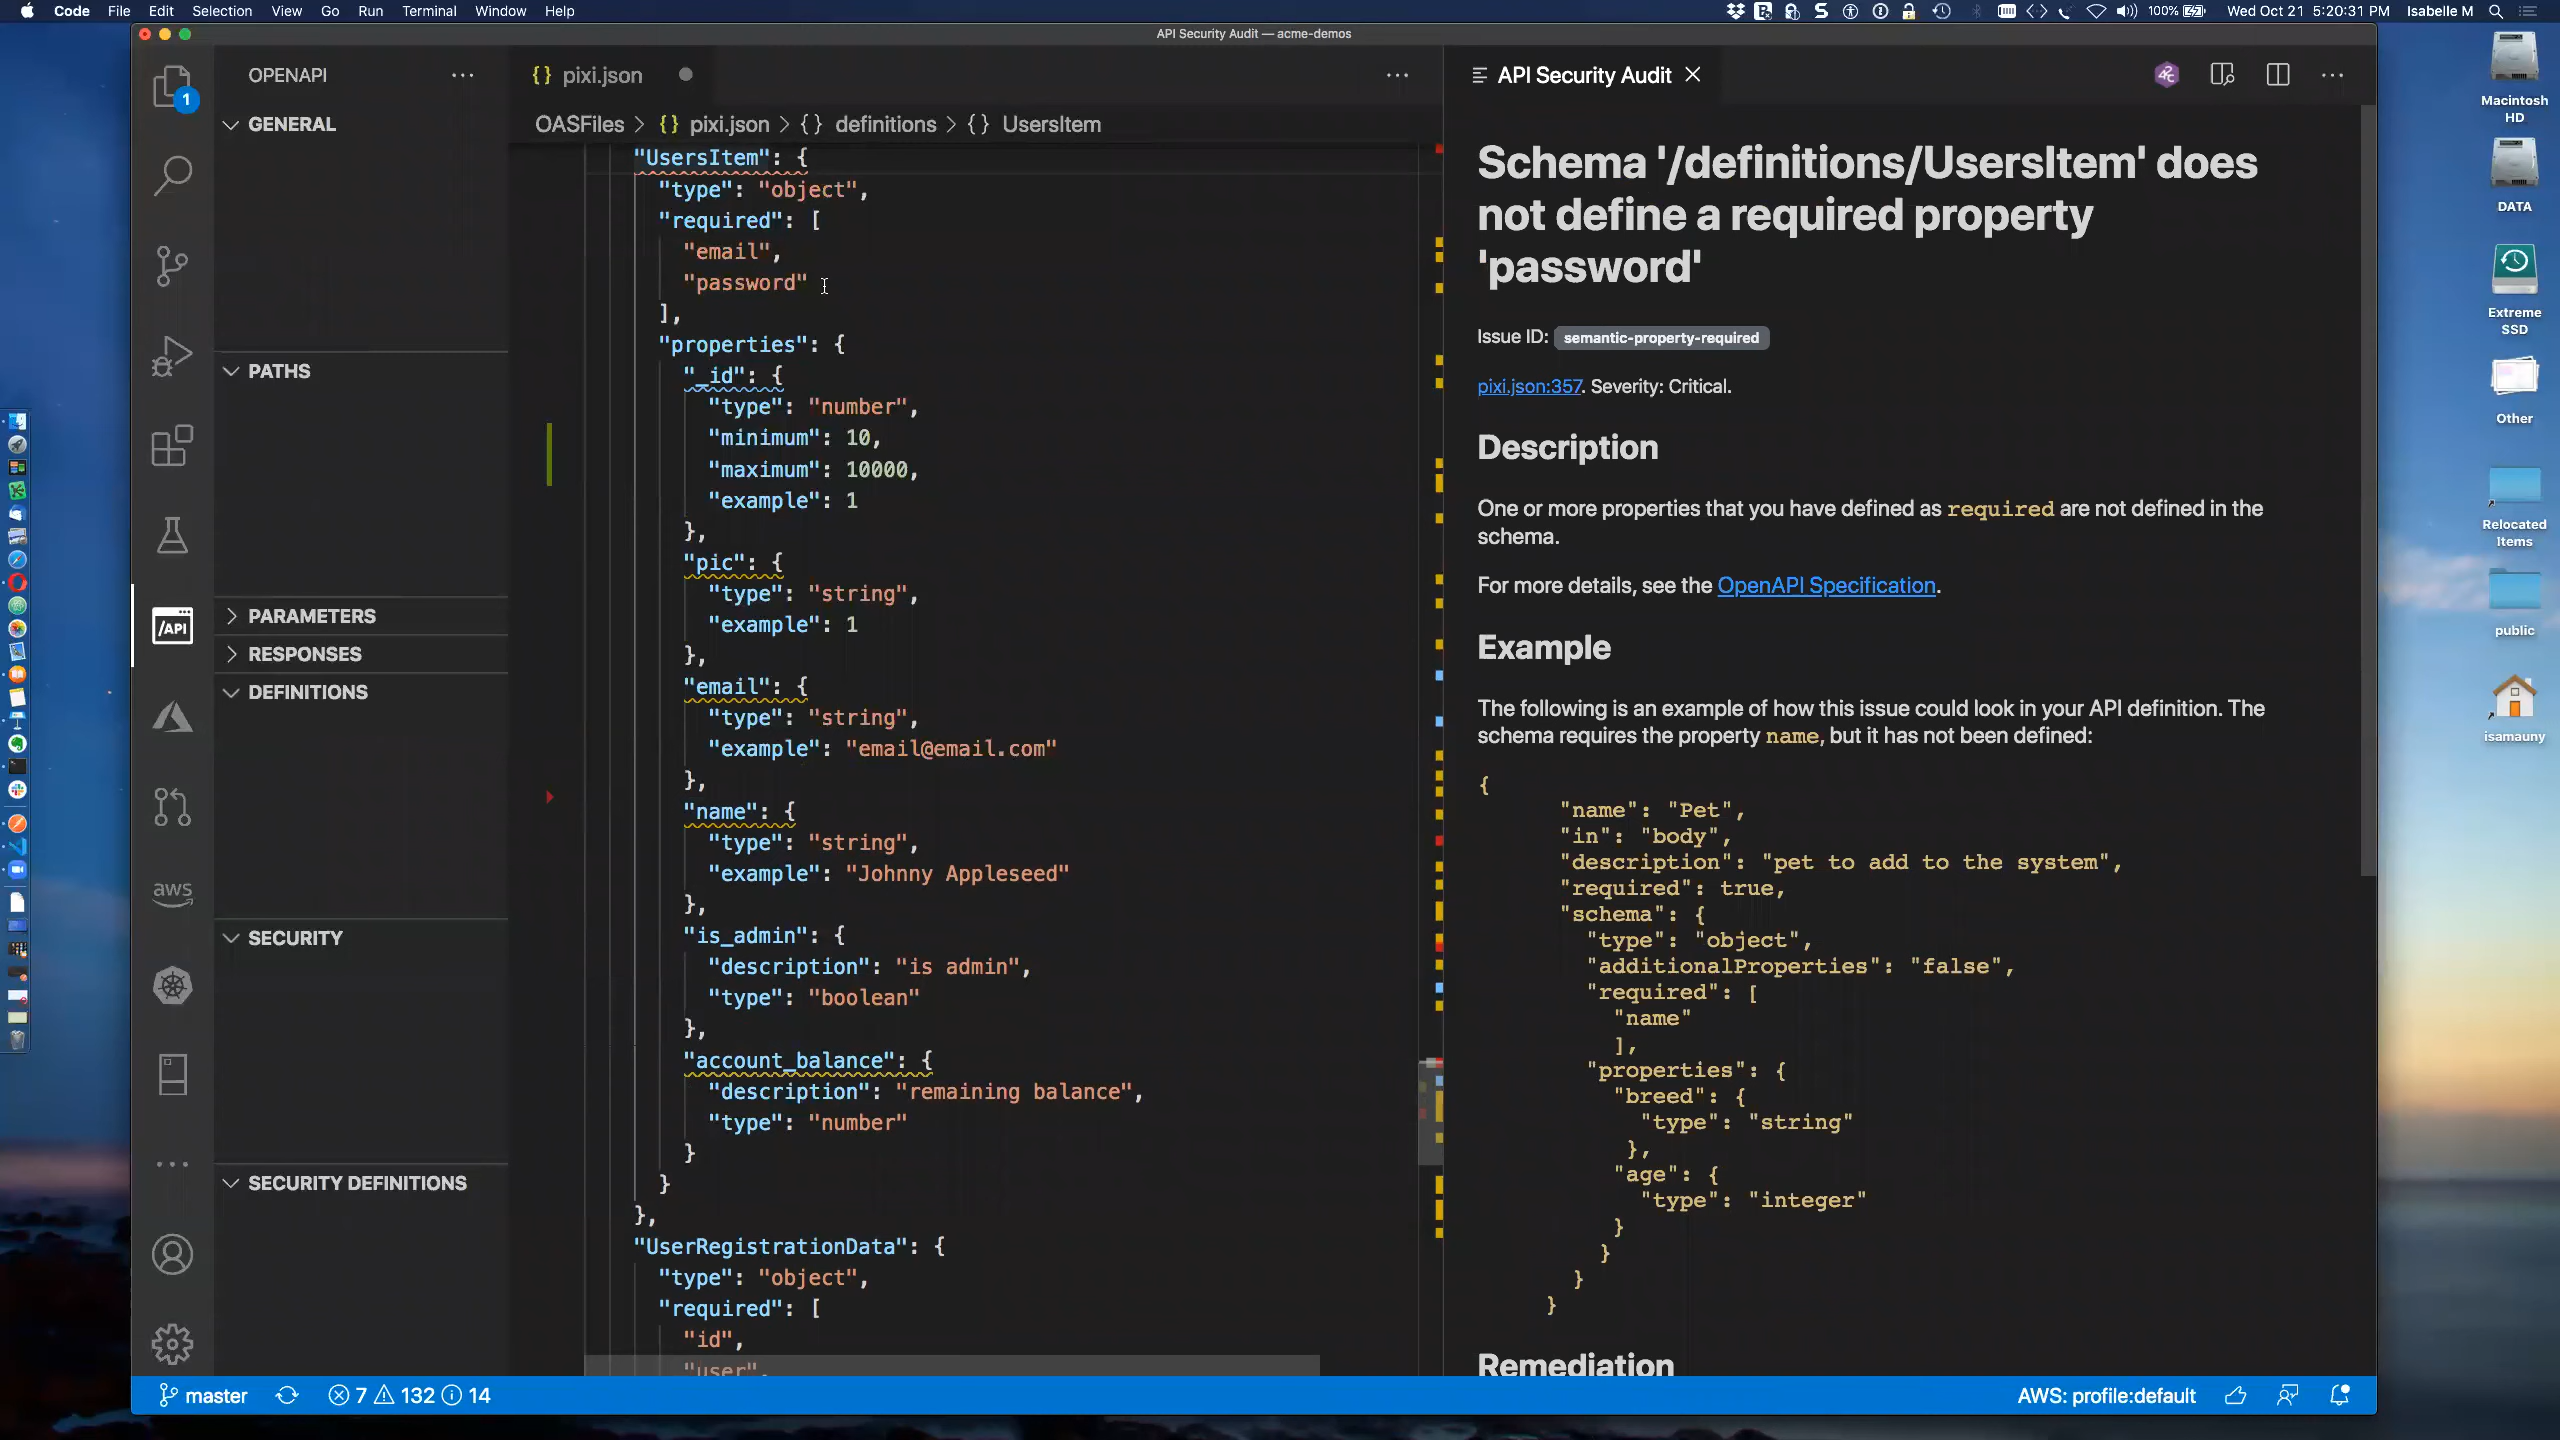 Code File Edit Selection View Go Run Terminal Window Help
100% Wed Oct 21 5:20:31 PM Isabelle M
API Security Audit — acme-demos
OPENAPI
GENERAL
PATHS
PARAMETERS
RESPONSES
DEFINITIONS
SECURITY
SECURITY DEFINITIONS
1
/API
aws
{} pixi.json
OASFiles > {} pixi.json > {} definitions > {} UsersItem
"UsersItem": {
"type": "object",
"required": [
"email",
"password"
],
"properties": {
"_id": {
"type": "number",
"minimum": 10,
"maximum": 10000,
"example": 1
},
"pic": {
"type": "string",
"example": 1
},
"email": {
"type": "string",
"example": "email@email.com"
},
"name": {
"type": "string",
"example": "Johnny Appleseed"
},
"is_admin": {
"description": "is admin",
"type": "boolean"
},
"account_balance": {
"description": "remaining balance",
"type": "number"
}
}
},
"UserRegistrationData": {
"type": "object",
"required": [
"id",
"user",
API Security Audit
Schema '/definitions/UsersItem' does
not define a required property
'password'
Issue ID: semantic-property-required
pixi.json:357. Severity: Critical.
Description
One or more properties that you have defined as required are not defined in the
schema.
For more details, see the OpenAPI Specification.
Example
The following is an example of how this issue could look in your API definition. The
schema requires the property name, but it has not been defined:
{
"name": "Pet",
"in": "body",
"description": "pet to add to the system",
"required": true,
"schema": {
"type": "object",
"additionalProperties": "false",
"required": [
"name"
],
"properties": {
"breed": {
"type": "string"
},
"age": {
"type": "integer"
}
}
}
}
Remediation
master 7 132 14
AWS: profile:default
Macintosh
HD
DATA
Extreme
SSD
Other
Relocated
Items
public
isamauny